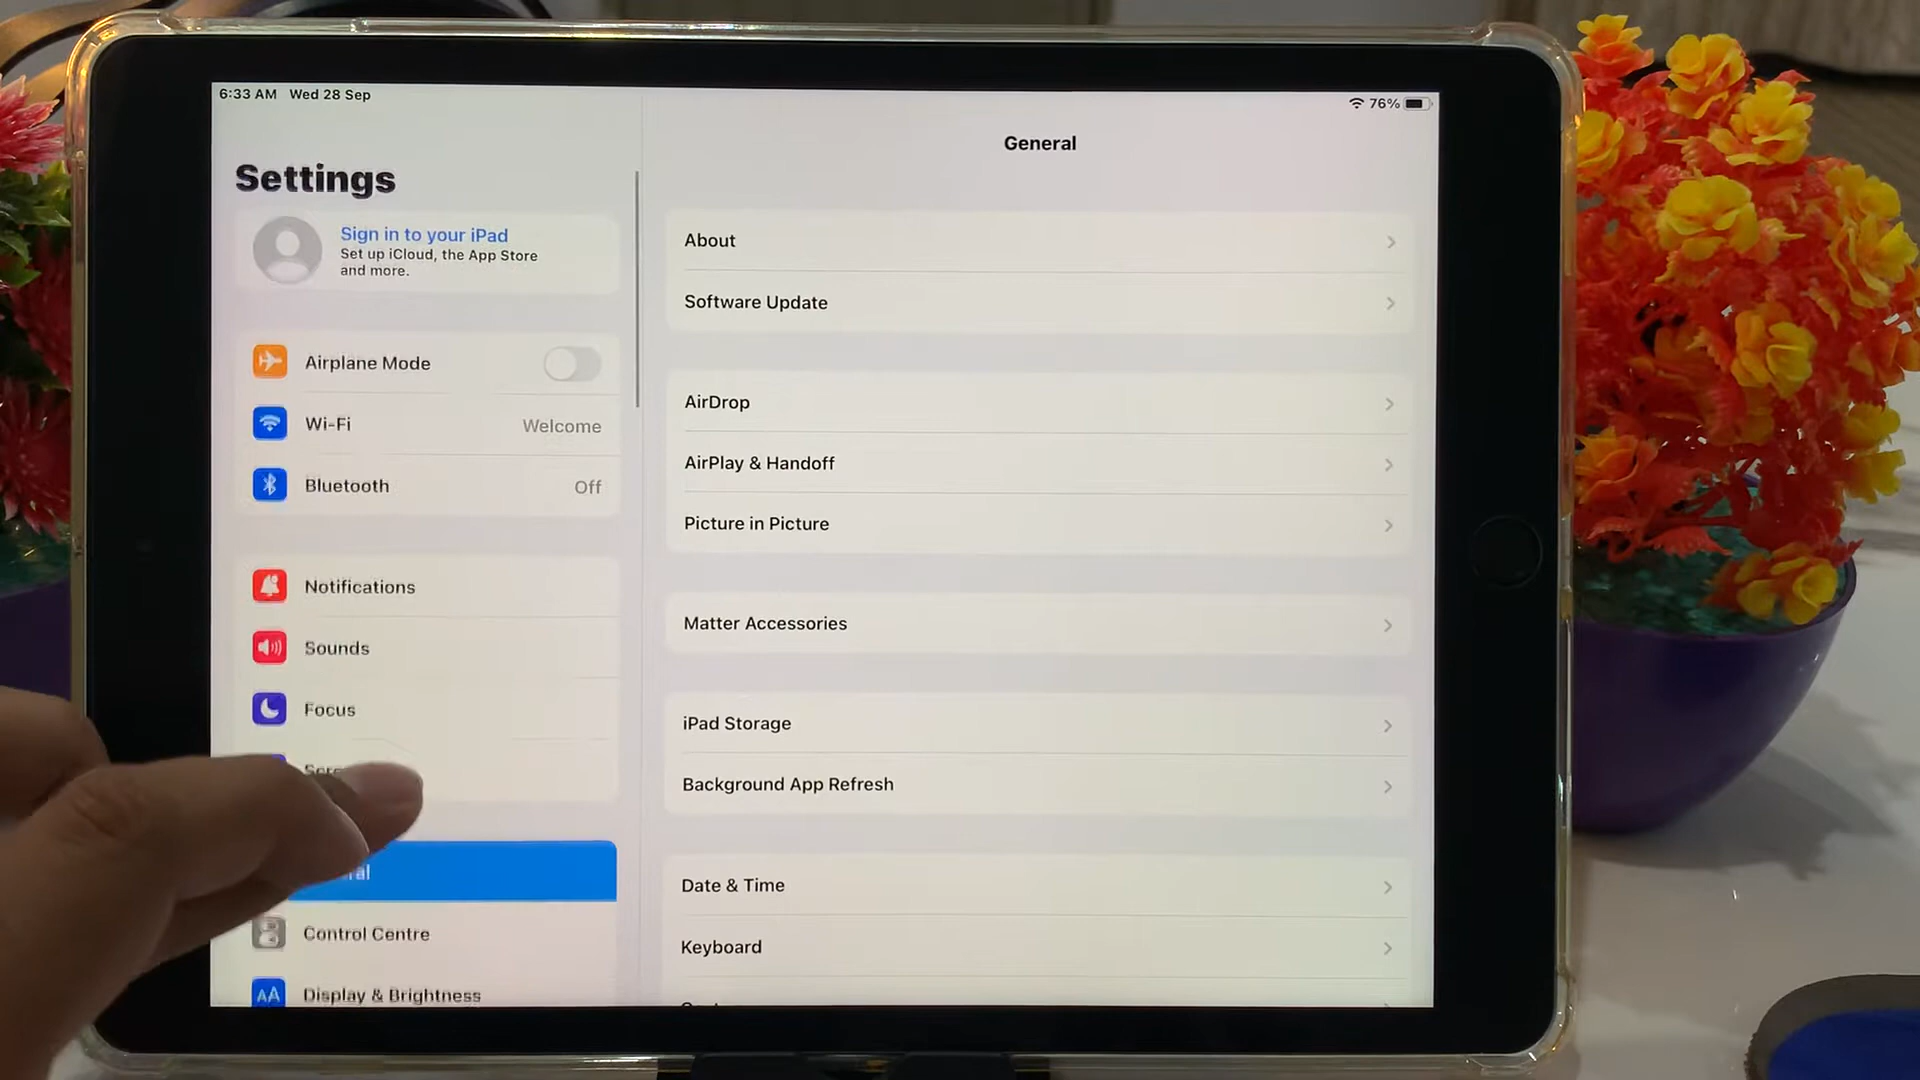 6:33 AM Wed 28 Sep
76%
Settings
Sign in to your iPad
Set up iCloud, the App Store
and more.
Airplane Mode
Wi-Fi
Welcome
Bluetooth
Off
Notifications
Sounds
Focus
Control Centre
AA
Display & Brightness
General
About
Software Update
AirDrop
AirPlay & Handoff
Picture in Picture
Matter Accessories
iPad Storage
Background App Refresh
Date & Time
Keyboard